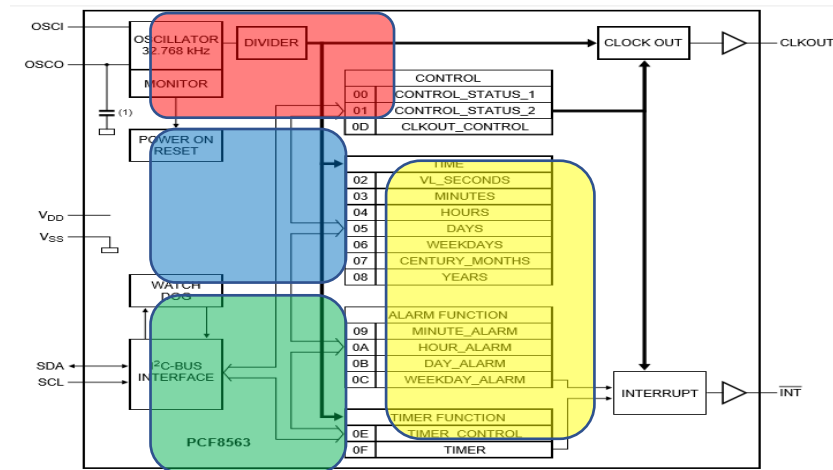 OSCI
OSCO
OSCILLATOR
32.768 kHz
MONITOR
DIVIDER
CLOCK OUT
CLKOUT
(1)
POWER ON
RESET
CONTROL
00 CONTROL_STATUS_1
01 CONTROL_STATUS_2
0D CLKOUT_CONTROL
TIME
02 VL_SECONDS
03 MINUTES
04 HOURS
05 DAYS
06 WEEKDAYS
07 CENTURY_MONTHS
08 YEARS
VDD
VSS
WATCH
DOG
ALARM FUNCTION
09 MINUTE_ALARM
0A HOUR_ALARM
0B DAY_ALARM
0C WEEKDAY_ALARM
SDA
SCL
I2C-BUS
INTERFACE
INTERRUPT
INT
TIMER FUNCTION
0E TIMER_CONTROL
0F TIMER
PCF8563